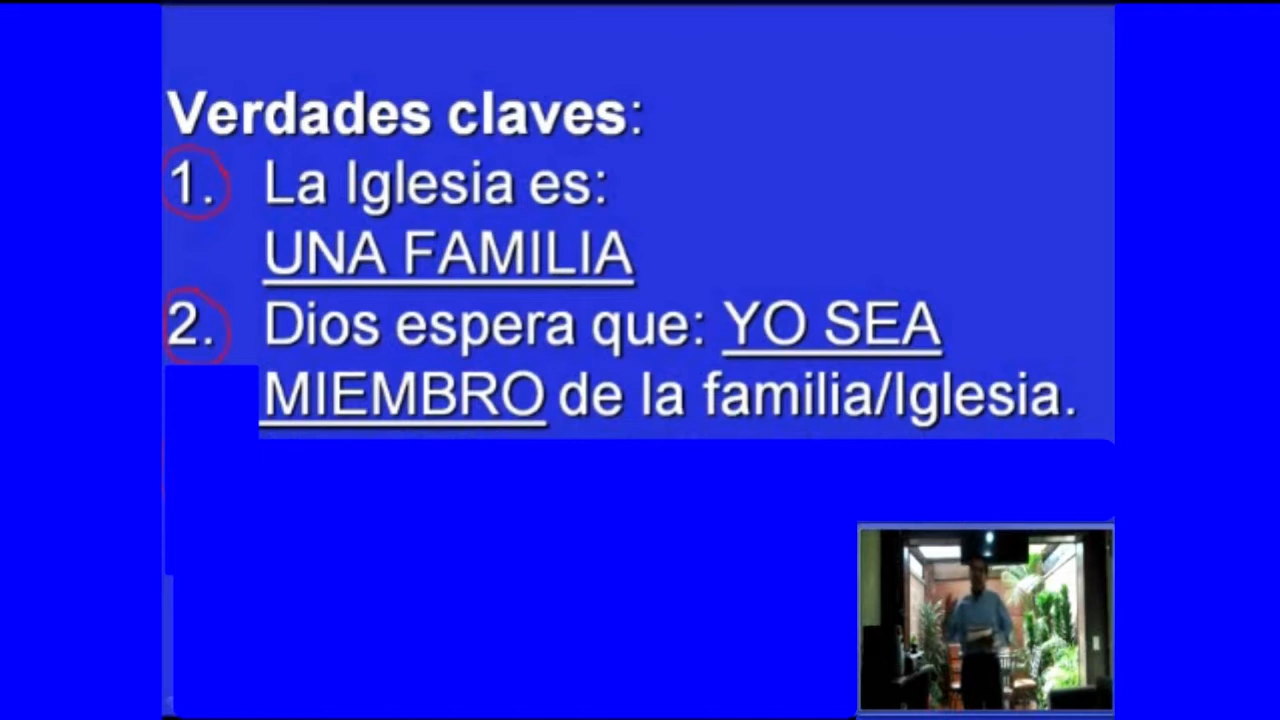 Verdades claves:
1. La Iglesia es:
UNA FAMILIA
2. Dios espera que: YO SEA
MIEMBRO de la familia/Iglesia.